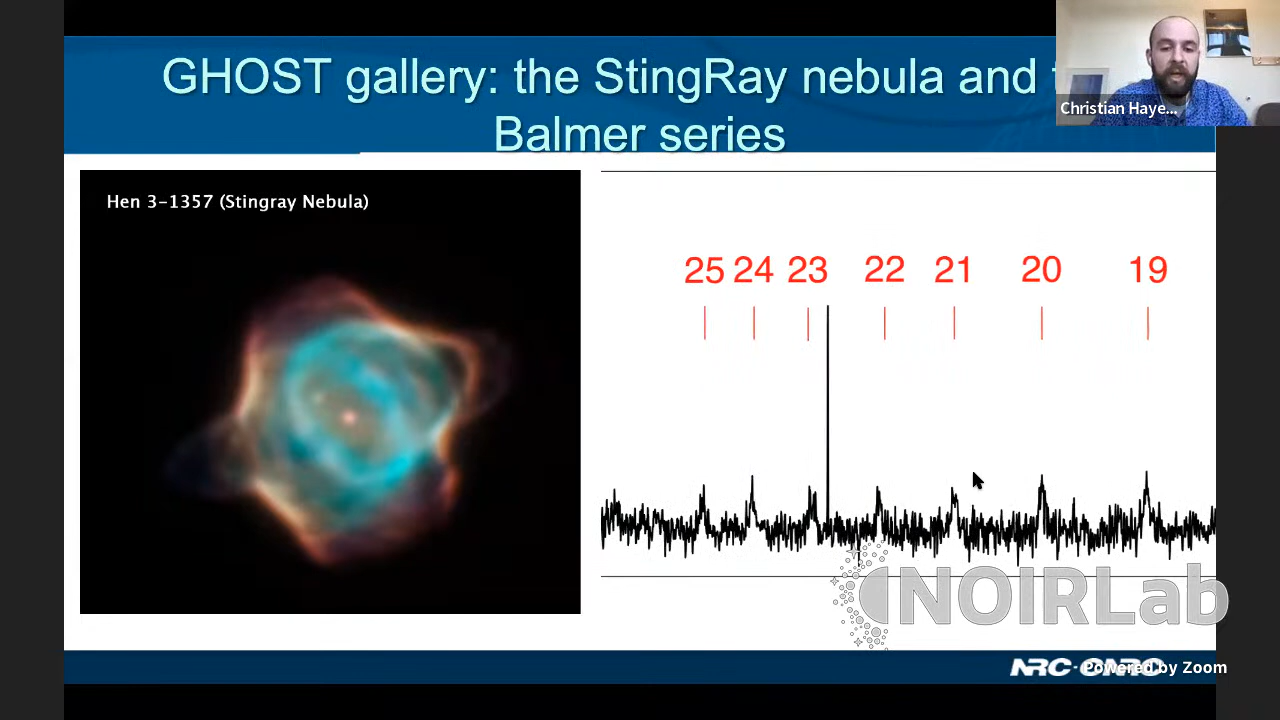 GHOST gallery: the StingRay nebula and
Balmer series
Christian Haye...
Hen 3-1357 (Stingray Nebula)
25 24 23 22 21 20 19
NOIRLab
NRC·CNRC
Powered by Zoom